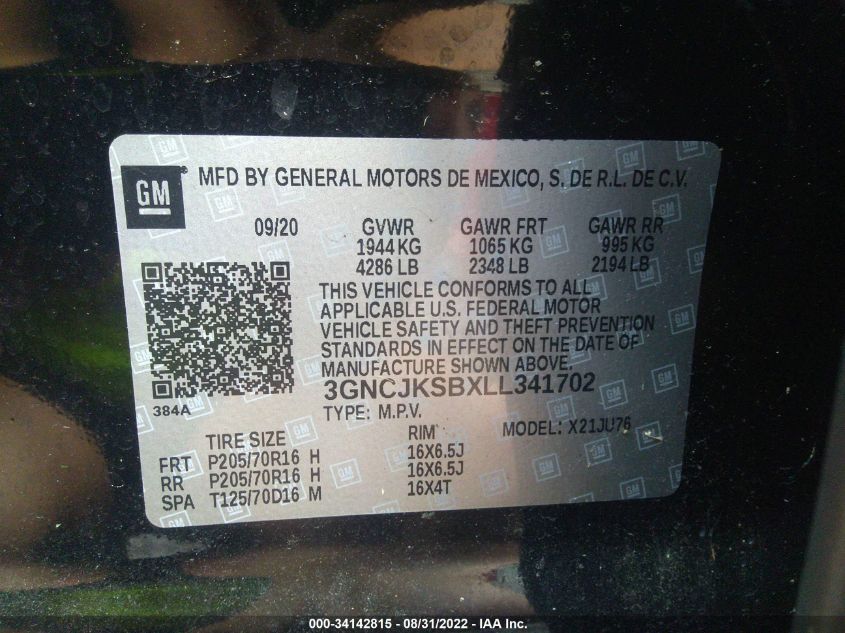 GM ® MFD BY GENERAL MOTORS DE MEXICO, S. DE R.L. DE C.V.
09/20 GVWR GAWR FRT GAWR RR
1944 KG 1065 KG 995 KG
4286 LB 2348 LB 2194 LB
THIS VEHICLE CONFORMS TO ALL
APPLICABLE U.S. FEDERAL MOTOR
VEHICLE SAFETY AND THEFT PREVENTION
STANDARDS IN EFFECT ON THE DATE OF
MANUFACTURE SHOWN ABOVE.
384A 3GNCJKSBXLL341702
TYPE: M.P.V. MODEL: X21JU76
TIRE SIZE RIM
FRT P205/70R16 H 16X6.5J
RR P205/70R16 H 16X6.5J
SPA T125/70D16 M 16X4T
000-34142815 - 08/31/2022 - IAA Inc.